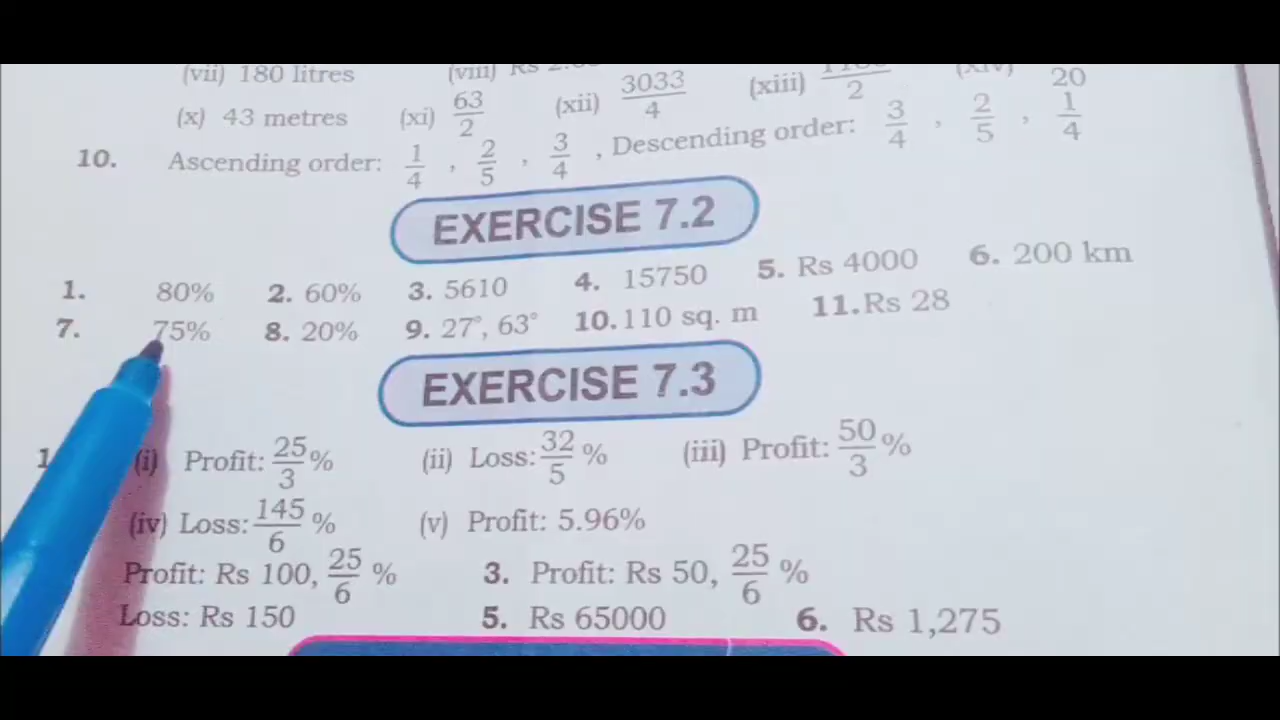 (vii) 180 litres (viii) Rs
(x) 43 metres (xi) 63/2 (xii) 3033/4 (xiii) /2 (xiv) 20
10. Ascending order: 1/4 , 2/5 , 3/4 , Descending order: 3/4 , 2/5 , 1/4
EXERCISE 7.2
1. 80% 2. 60% 3. 5610 4. 15750 5. Rs 4000 6. 200 km
7. 75% 8. 20% 9. 27°, 63° 10. 110 sq. m 11. Rs 28
EXERCISE 7.3
1 (i) Profit: 25/3 % (ii) Loss: 32/5 % (iii) Profit: 50/3 %
(iv) Loss: 145/6 % (v) Profit: 5.96%
Profit: Rs 100, 25/6 % 3. Profit: Rs 50, 25/6 %
Loss: Rs 150 5. Rs 65000 6. Rs 1,275